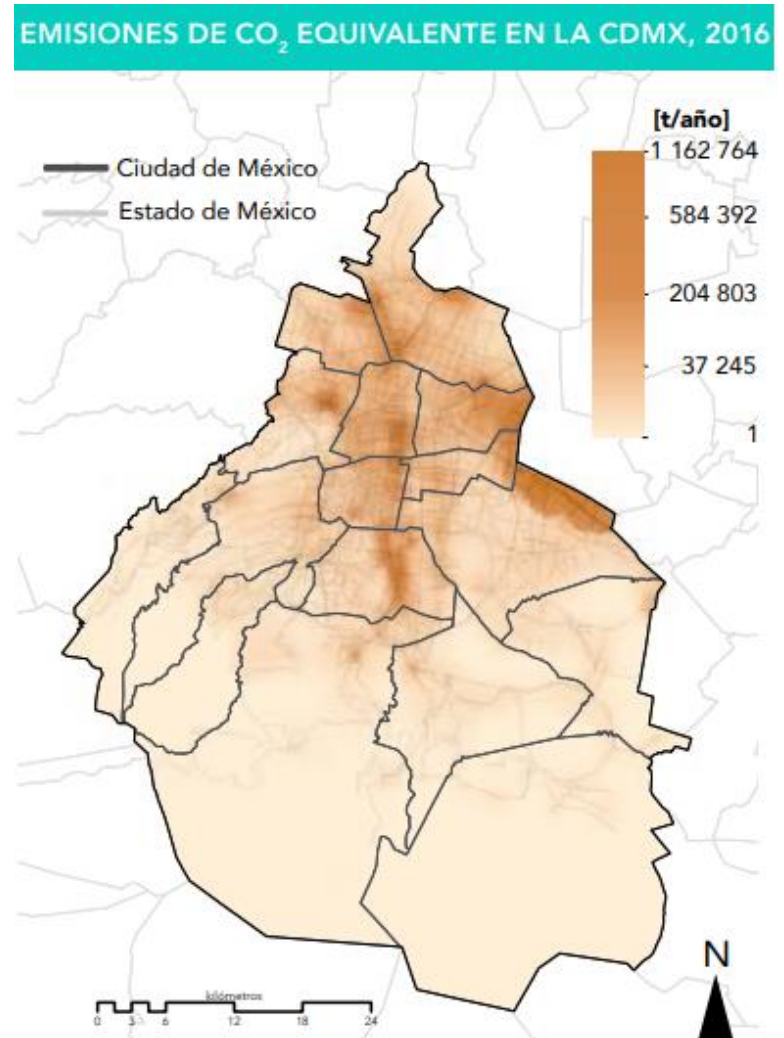 EMISIONES DE CO₂ EQUIVALENTE EN LA CDMX, 2016
[t/año]
1 162 764
584 392
204 803
37 245
1
Ciudad de México
Estado de México
N
kilómetros
0 3 6 12 18 24